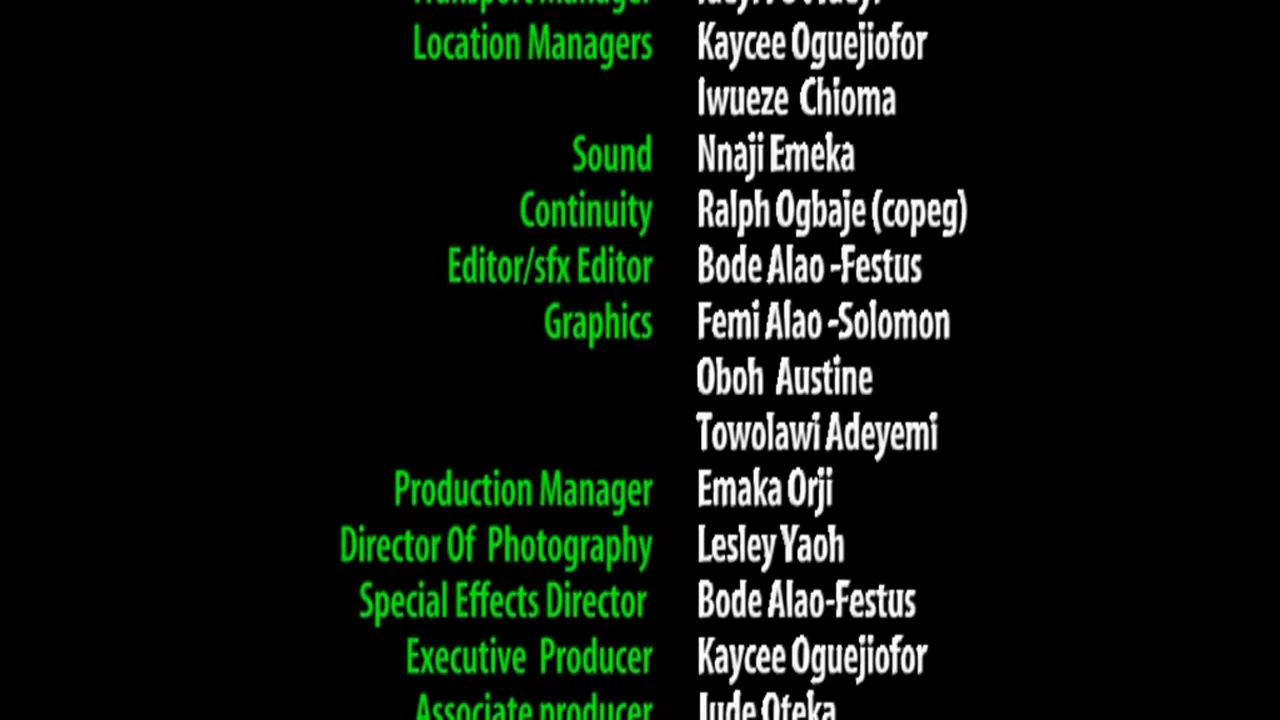 Transport Manager
Location Managers Kaycee Oguejiofor
Iwueze Chioma
Sound Nnaji Emeka
Continuity Ralph Ogbaje (copeg)
Editor/sfx Editor Bode Alao -Festus
Graphics Femi Alao -Solomon
Oboh Austine
Towolawi Adeyemi
Production Manager Emaka Orji
Director Of Photography Lesley Yaoh
Special Effects Director Bode Alao-Festus
Executive Producer Kaycee Oguejiofor
Associate producer Jude Oteka